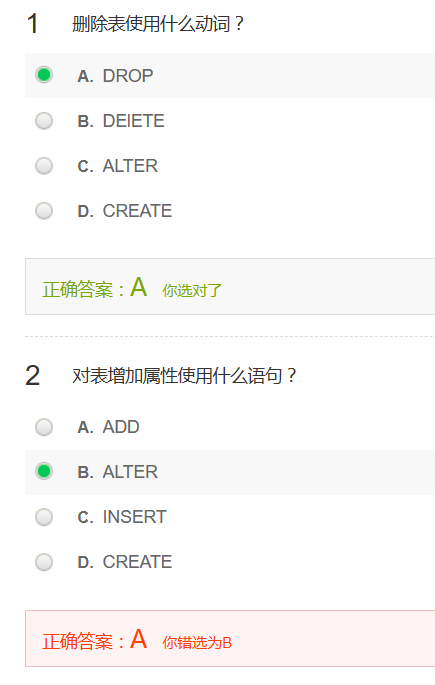 1 删除表使用什么动词？
A. DROP
B. DElETE
C. ALTER
D. CREATE
正确答案：A 你选对了
2 对表增加属性使用什么语句？
A. ADD
B. ALTER
C. INSERT
D. CREATE
正确答案：A 你错选为B